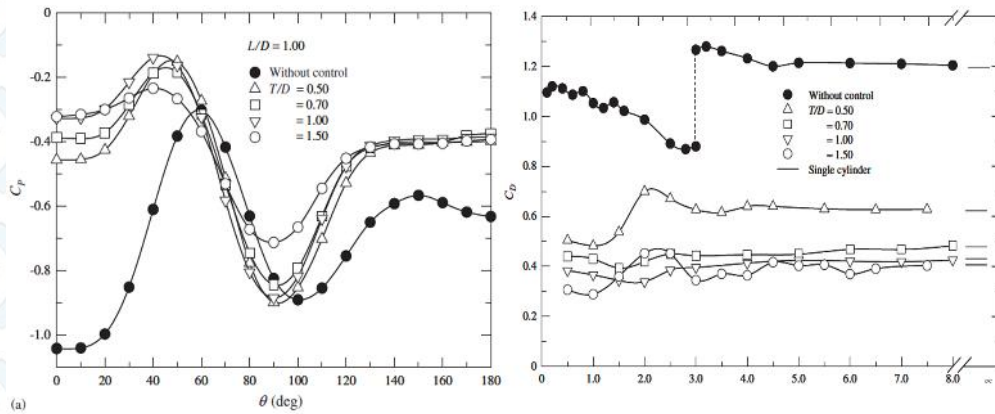 0
-0.2
-0.4
-0.6
-0.8
-1.0
C_P
L/D = 1.00
Without control
T/D = 0.50
= 0.70
= 1.00
= 1.50
0 20 40 60 80 100 120 140 160 180
θ (deg)
(a)
1.4
1.2
1.0
0.8
0.6
0.4
0.2
0
C_D
Without control
T/D = 0.50
= 0.70
= 1.00
= 1.50
Single cylinder
0 1.0 2.0 3.0 4.0 5.0 6.0 7.0 8.0 ∝